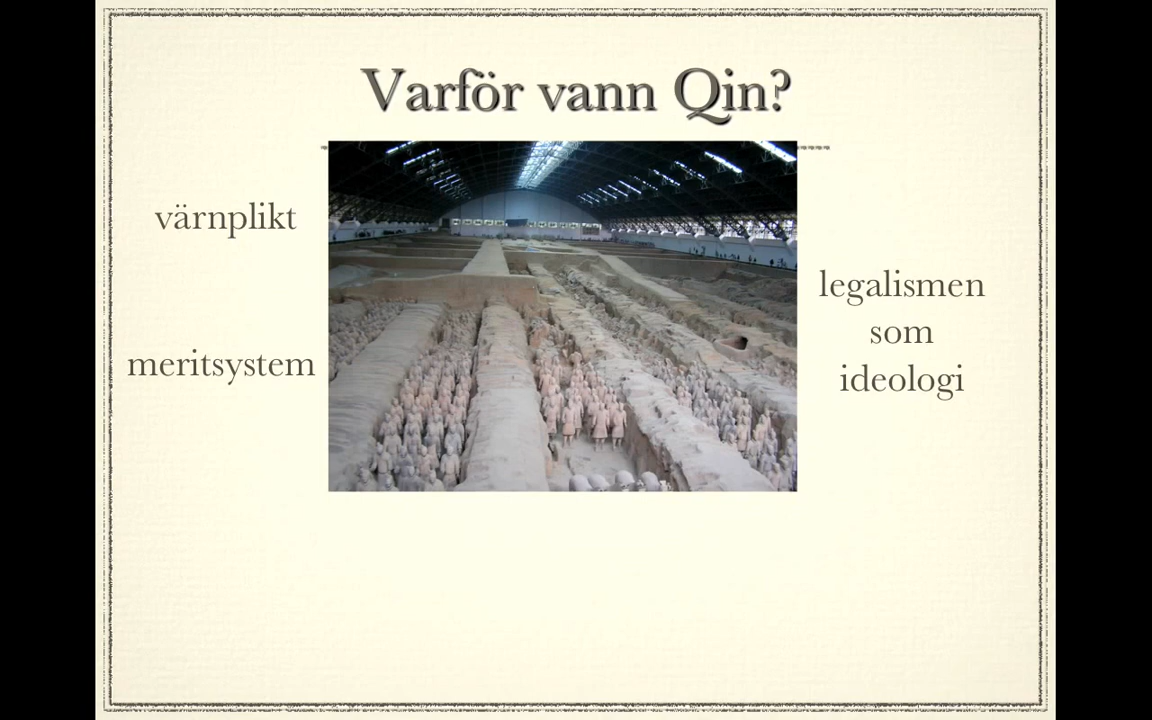 Varför vann Qin?
värnplikt
meritsystem
legalismen
som
ideologi